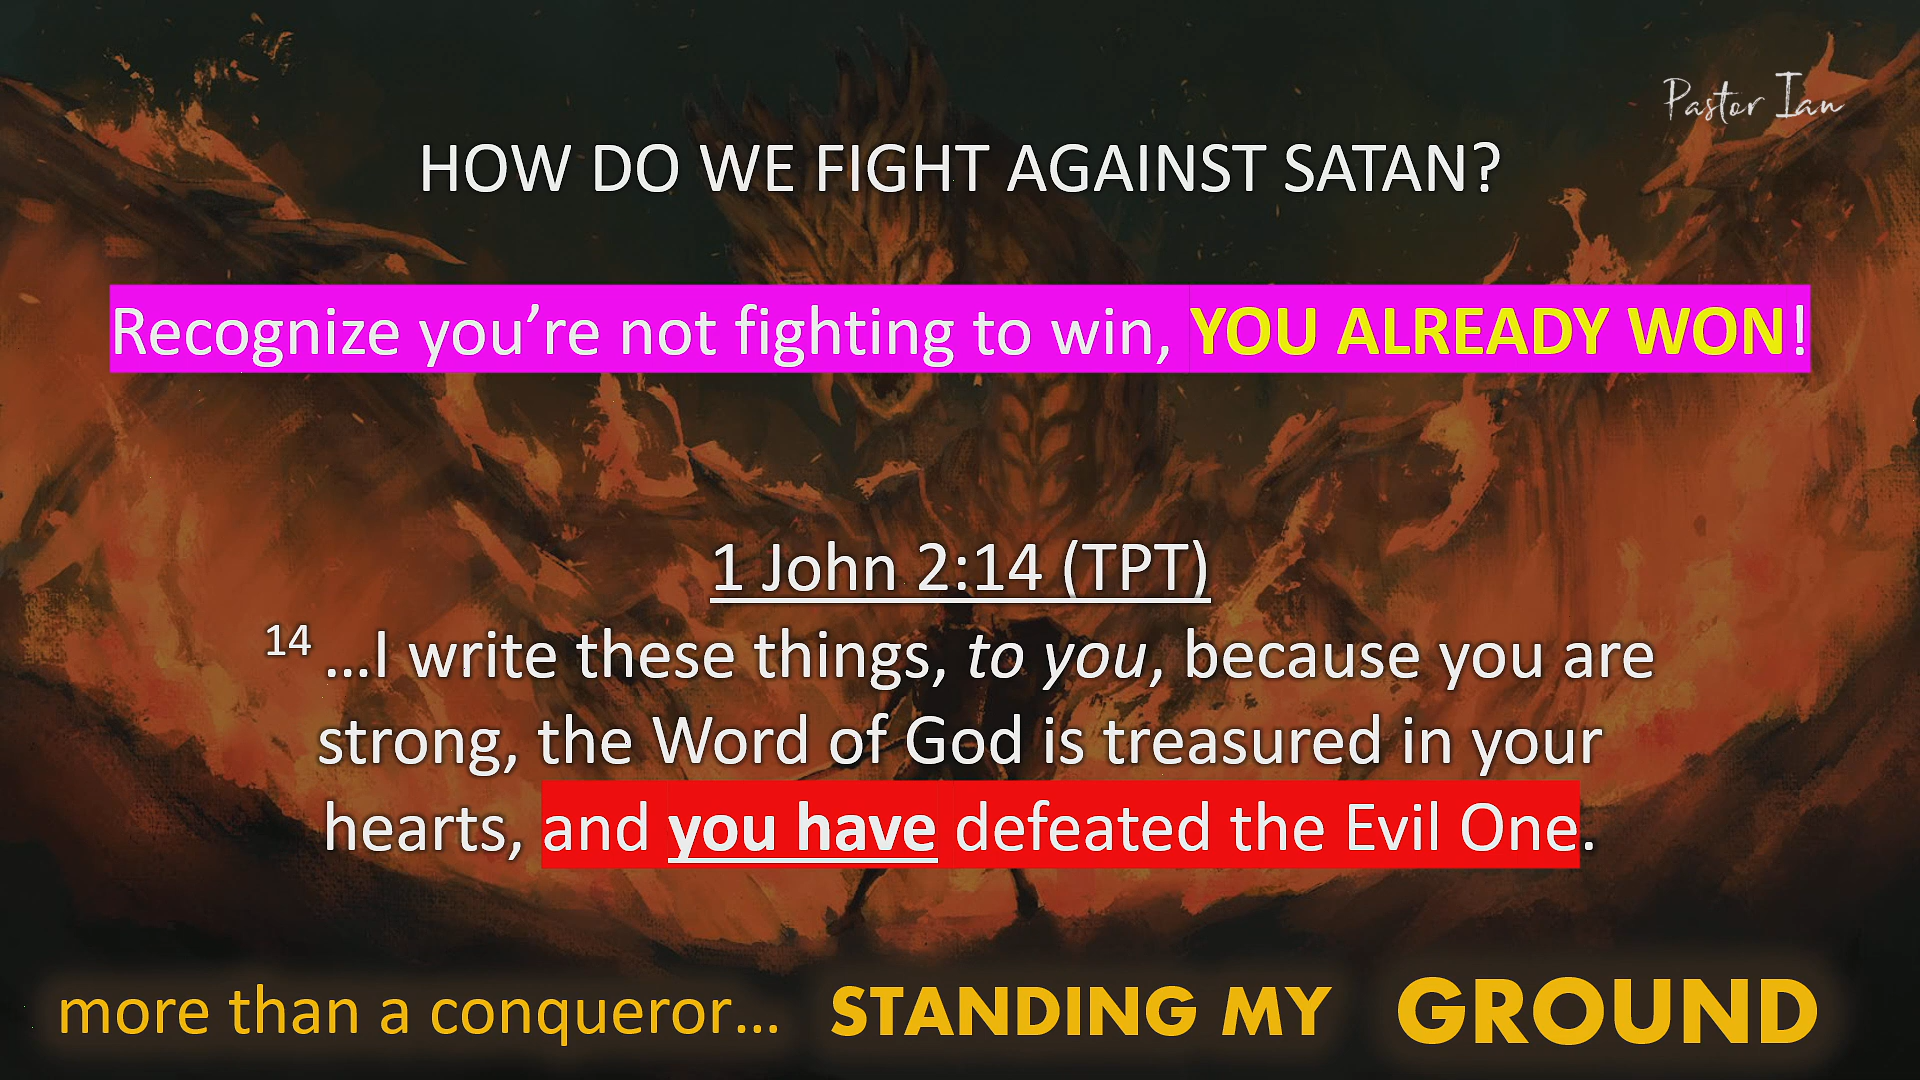 Pastor Ian
HOW DO WE FIGHT AGAINST SATAN?
Recognize you’re not fighting to win, YOU ALREADY WON!
1 John 2:14 (TPT)
14 …I write these things, to you, because you are
strong, the Word of God is treasured in your
hearts, and you have defeated the Evil One.
more than a conqueror… STANDING MY GROUND